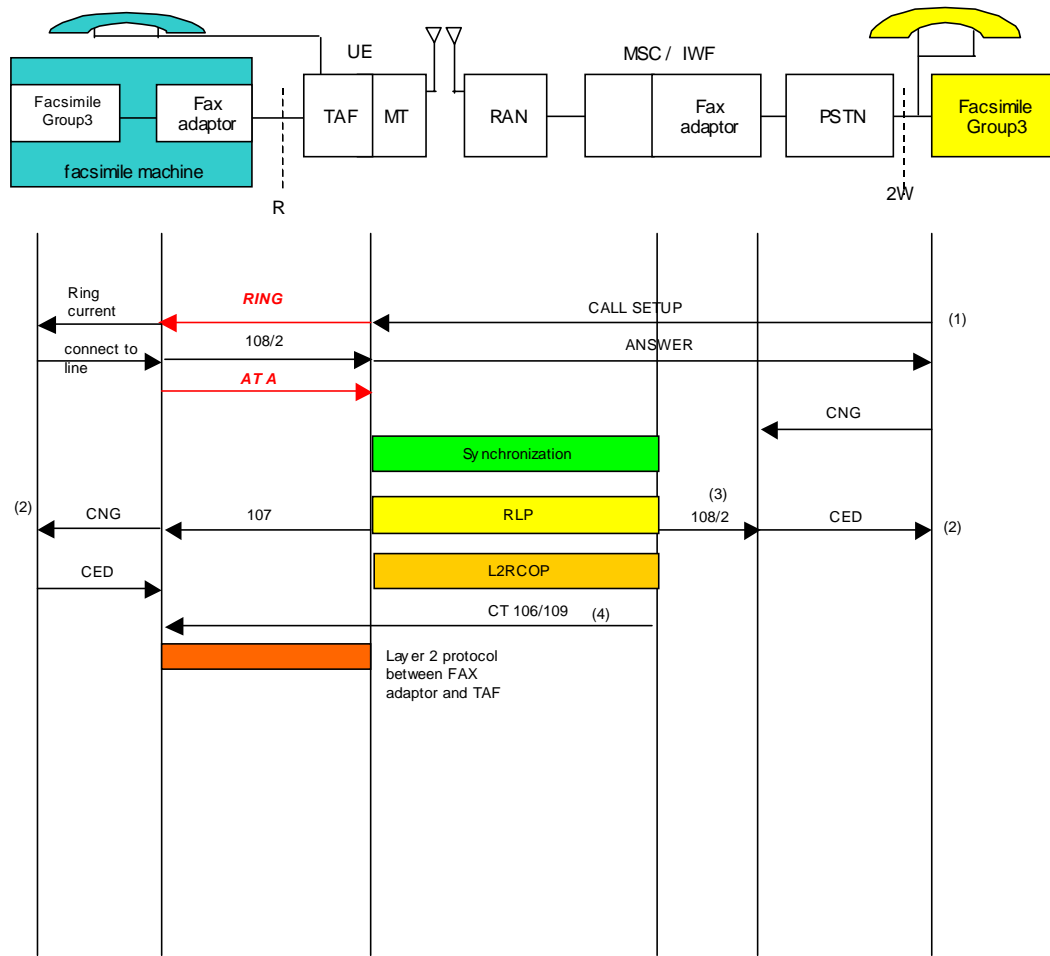 UE
MSC / IWF
Facsimile
Group3
Fax
adaptor
TAF
MT
RAN
Fax
adaptor
PSTN
Facsimile
Group3
facsimile machine
R
2W
Ring
current
RING
CALL SETUP
(1)
connect to
line
108/2
ANSWER
AT A
CNG
Synchronization
(2)
CNG
107
RLP
(3)
108/2
CED
(2)
CED
L2RCOP
CT 106/109
(4)
Layer 2 protocol
between FAX
adaptor and TAF